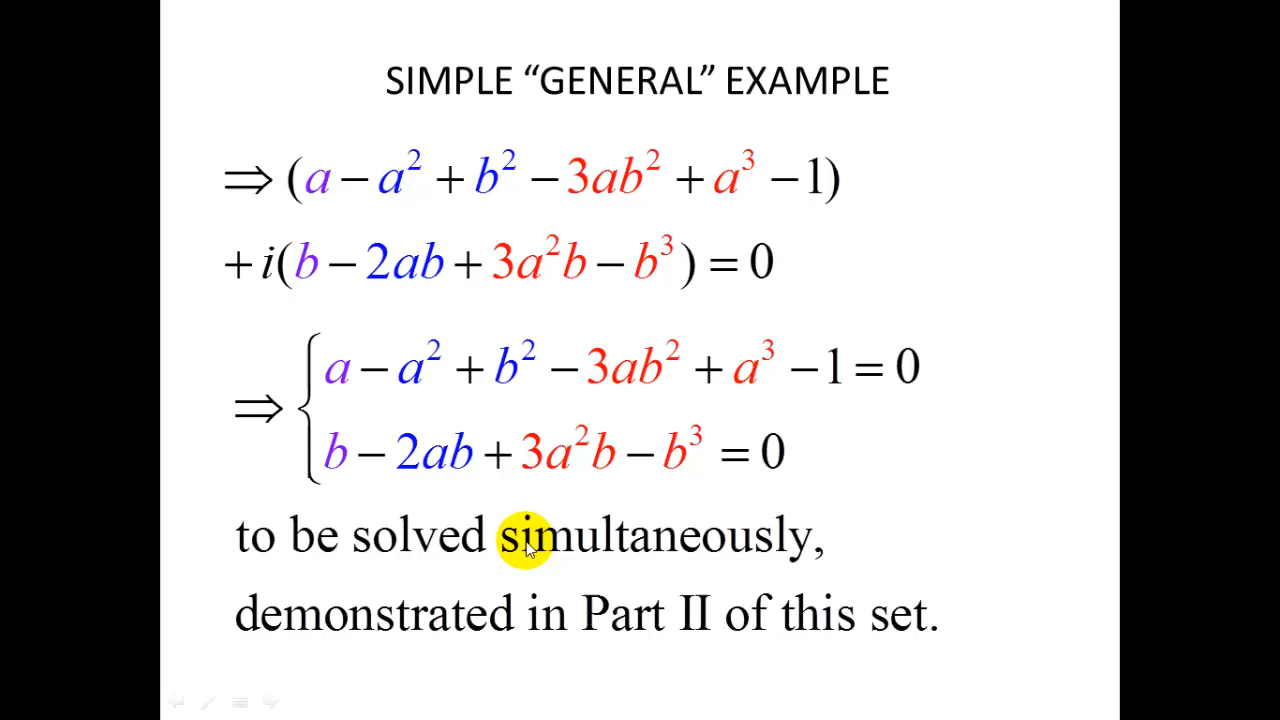 SIMPLE “GENERAL” EXAMPLE
⇒ (a − a² + b² − 3ab² + a³ − 1)
+ i(b − 2ab + 3a²b − b³) = 0
⇒ { a − a² + b² − 3ab² + a³ − 1 = 0
b − 2ab + 3a²b − b³ = 0
to be solved simultaneously,
demonstrated in Part II of this set.